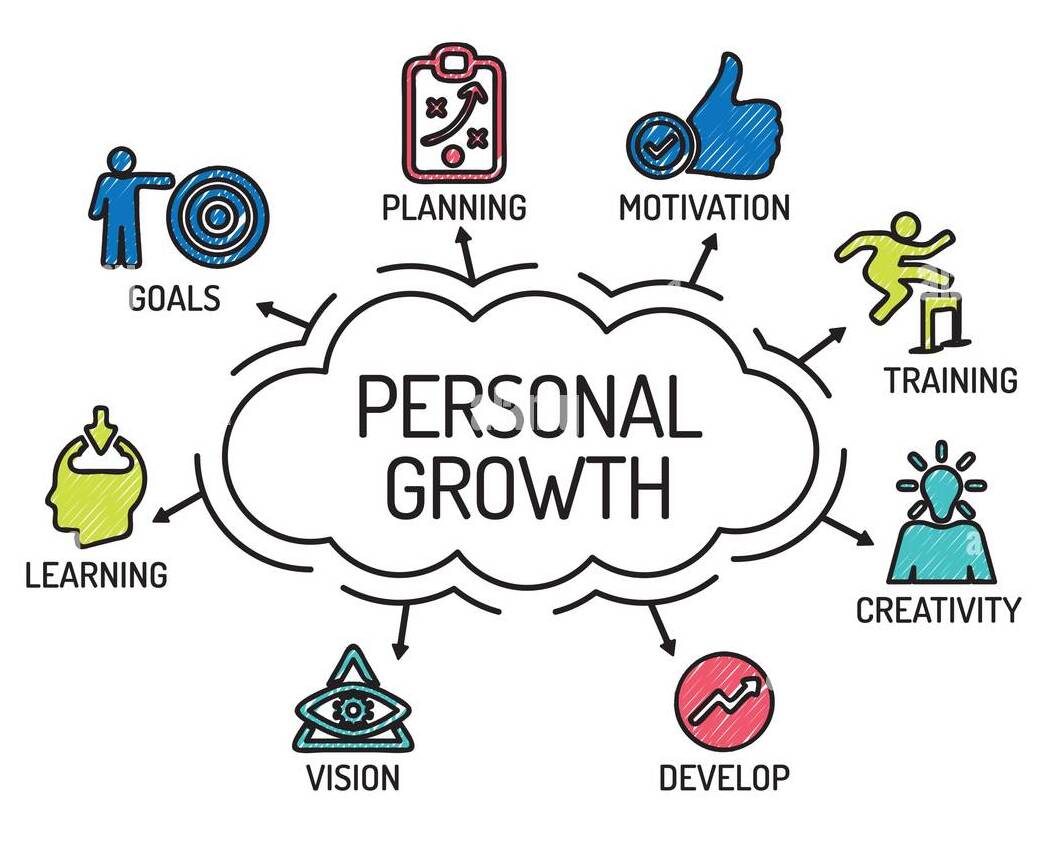 PLANNING
MOTIVATION
GOALS
TRAINING
PERSONAL
GROWTH
LEARNING
CREATIVITY
VISION
DEVELOP